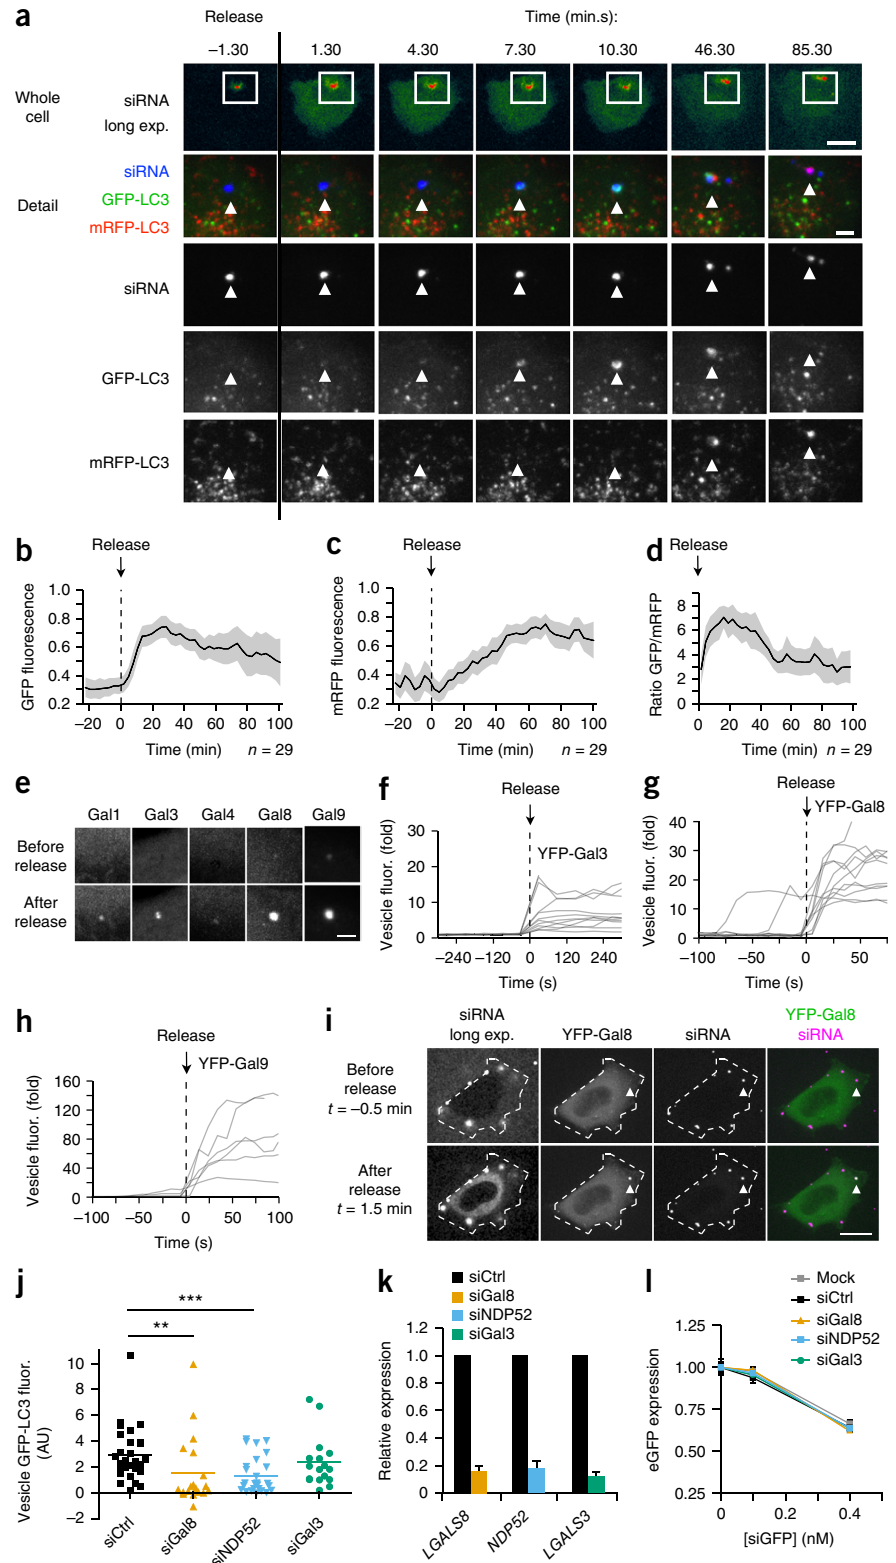 a
Release
Time (min.s):
–1.30 1.30 4.30 7.30 10.30 46.30 85.30
Whole cell
siRNA long exp.
Detail
siRNA
GFP-LC3
mRFP-LC3
siRNA
GFP-LC3
mRFP-LC3
b
Release
GFP fluorescence
1.0
0.8
0.6
0.4
0.2
–20 0 20 40 60 80 100
Time (min)
n = 29
c
Release
mRFP fluorescence
1.0
0.8
0.6
0.4
0.2
–20 0 20 40 60 80 100
Time (min)
n = 29
d
Release
Ratio GFP/mRFP
8
6
4
2
0
0 20 40 60 80 100
Time (min) n = 29
e
Gal1 Gal3 Gal4 Gal8 Gal9
Before release
After release
f
Release
YFP-Gal3
Vesicle fluor. (fold)
30
20
10
0
–240 –120 0 120 240
Time (s)
g
Release
YFP-Gal8
Vesicle fluor. (fold)
40
30
20
10
0
–100 –50 0 50
Time (s)
h
Release
YFP-Gal9
Vesicle fluor. (fold)
160
120
80
40
0
–100 –50 0 50 100
Time (s)
i
siRNA long exp.
YFP-Gal8
siRNA
YFP-Gal8
siRNA
Before release
t = –0.5 min
After release
t = 1.5 min
j
***
**
Vesicle GFP-LC3 fluor. (AU)
10
8
6
4
2
0
–2
siCtrl siGal8 siNDP52 siGal3
k
siCtrl
siGal8
siNDP52
siGal3
Relative expression
1.2
1.0
0.8
0.6
0.4
0.2
0
LGALS8 NDP52 LGALS3
l
Mock
siCtrl
siGal8
siNDP52
siGal3
eGFP expression
1.25
1.00
0.75
0.50
0.25
0 0.2 0.4
[siGFP] (nM)